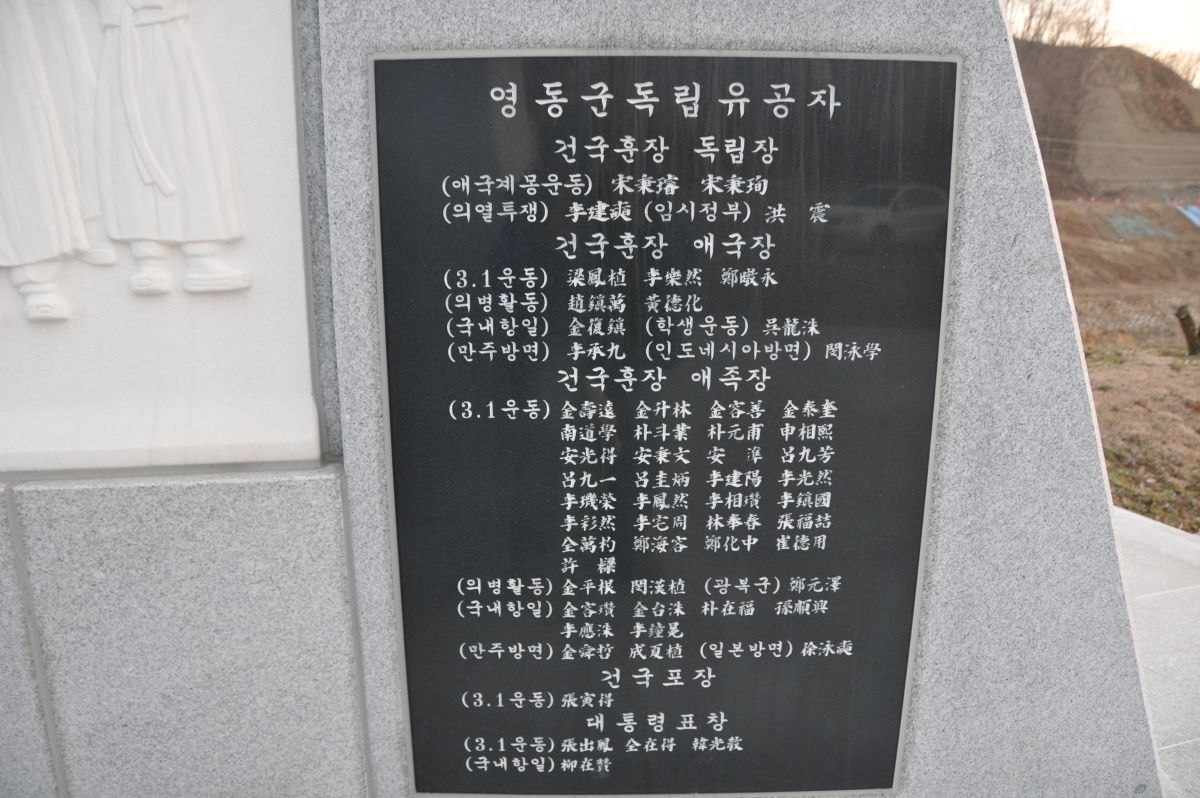 영동군독립유공자
건국훈장 독립장
(애국계몽운동) 宋秉璿 宋秉珣
(의열투쟁) 李建奭 (임시정부) 洪 震
건국훈장 애국장
(3.1운동) 梁鳳植 李樂然 鄭暾永
(의병활동) 趙鎭萬 黃德化
(국내항일) 金復鎭 (학생운동) 吳龍洙
(만주방면) 李承九 (인도네시아방면) 閔泳學
건국훈장 애족장
(3.1운동) 金壽遠 金升林 金容善 金泰奎
南道學 朴斗業 朴元甫 申相熙
安光得 安秉文 安 準 呂九芳
呂九一 呂圭炳 李建陽 李光然
李璣榮 李鳳然 李相瓚 李鎭國
李彩然 李宅周 林奉春 張福喆
全萬杓 鄭海容 鄭化中 崔德用
許 樑
(의병활동) 金平根 閔漢植 (광복군) 鄭元澤
(국내항일) 金容瓚 金台洙 朴在福 孫順興
李應洙 李鐘晃
(만주방면) 金舜哲 成夏植 (일본방면) 徐泳奭
건국포장
(3.1운동) 張寅得
대통령표창
(3.1운동) 張出鳳 全在得 韓光敎
(국내항일) 柳在贊